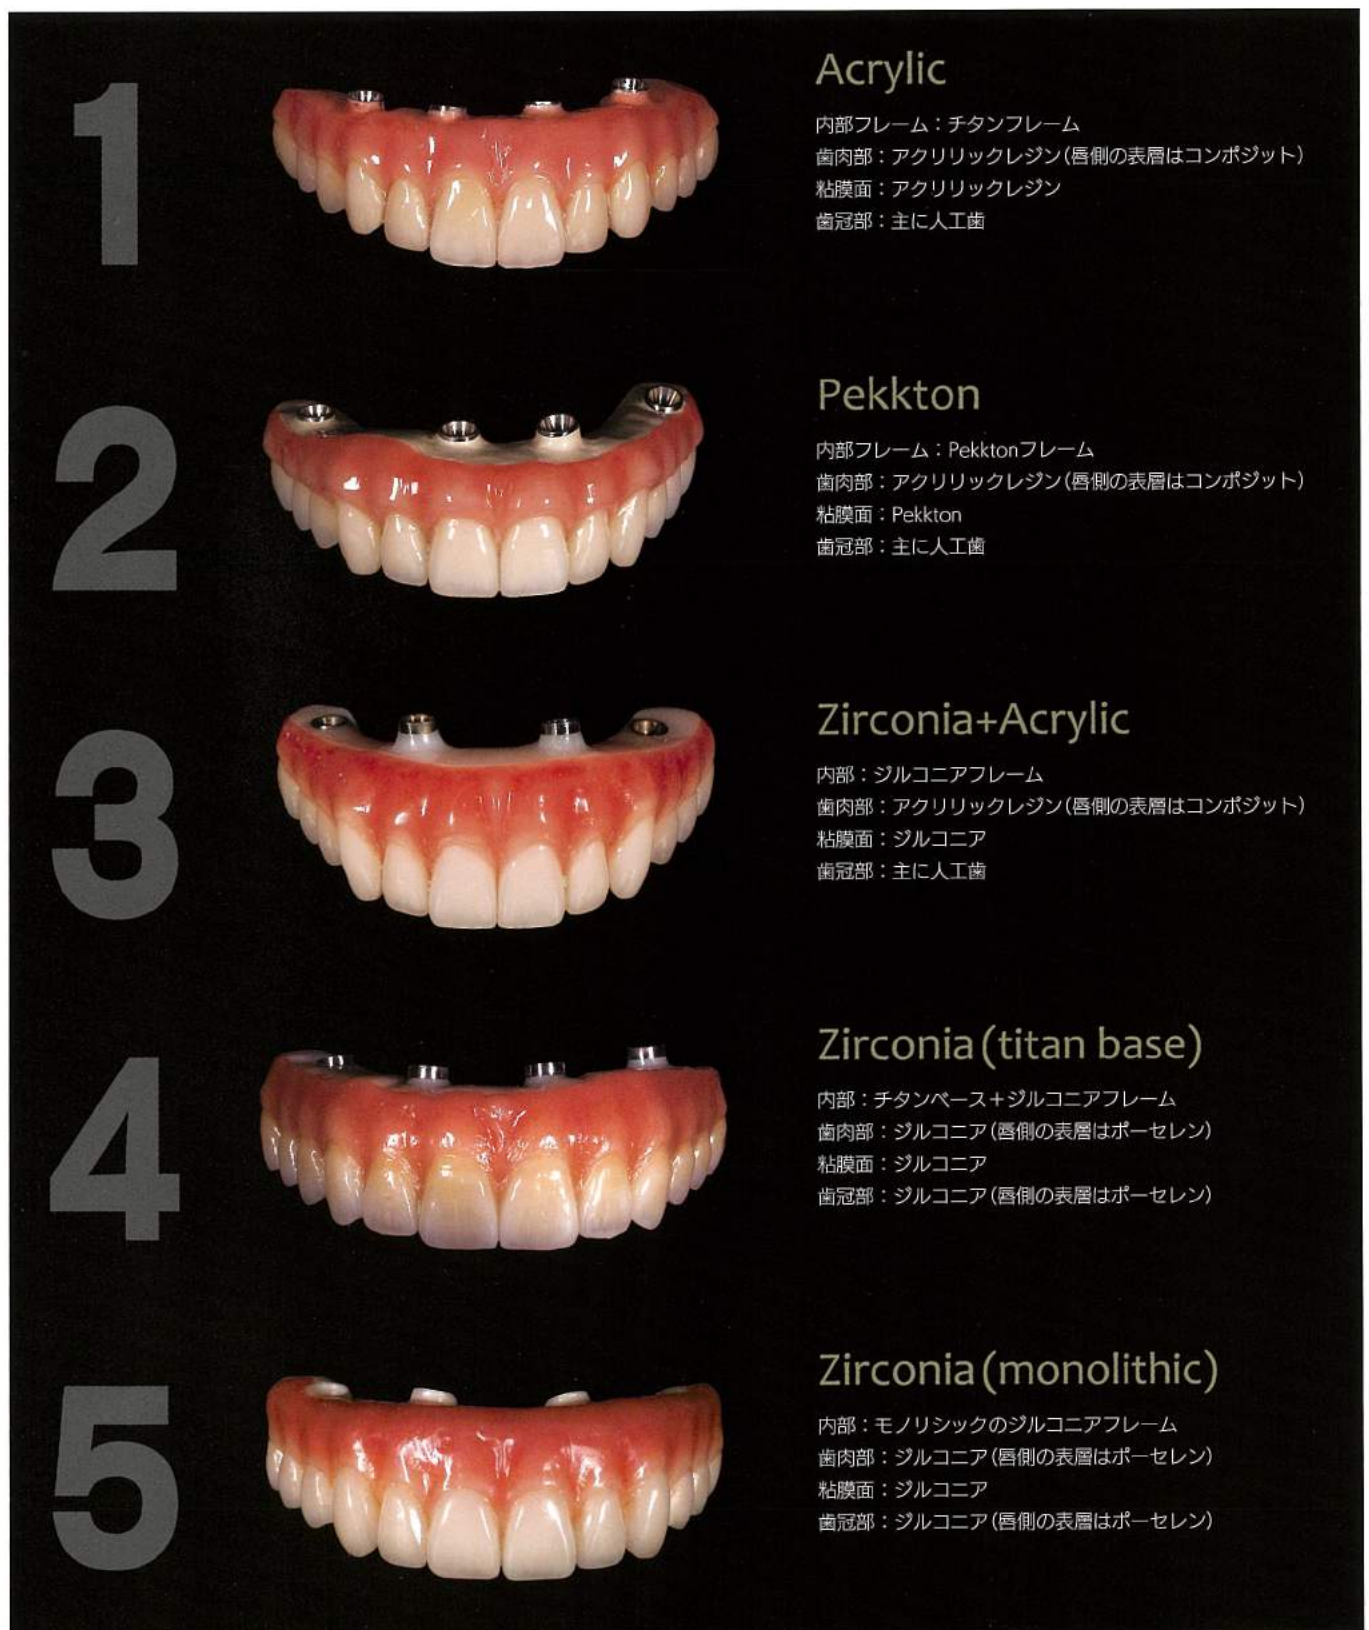 1
Acrylic
内部フレーム：チタンフレーム
歯肉部：アクリリックレジン（唇側の表層はコンポジット）
粘膜面：アクリリックレジン
歯冠部：主に人工歯
2
Pekkton
内部フレーム：Pekktonフレーム
歯肉部：アクリリックレジン（唇側の表層はコンポジット）
粘膜面：Pekkton
歯冠部：主に人工歯
3
Zirconia+Acrylic
内部：ジルコニアフレーム
歯肉部：アクリリックレジン（唇側の表層はコンポジット）
粘膜面：ジルコニア
歯冠部：主に人工歯
4
Zirconia(titan base)
内部：チタンベース＋ジルコニアフレーム
歯肉部：ジルコニア（唇側の表層はポーセレン）
粘膜面：ジルコニア
歯冠部：ジルコニア（唇側の表層はポーセレン）
5
Zirconia(monolithic)
内部：モノリシックのジルコニアフレーム
歯肉部：ジルコニア（唇側の表層はポーセレン）
粘膜面：ジルコニア
歯冠部：ジルコニア（唇側の表層はポーセレン）